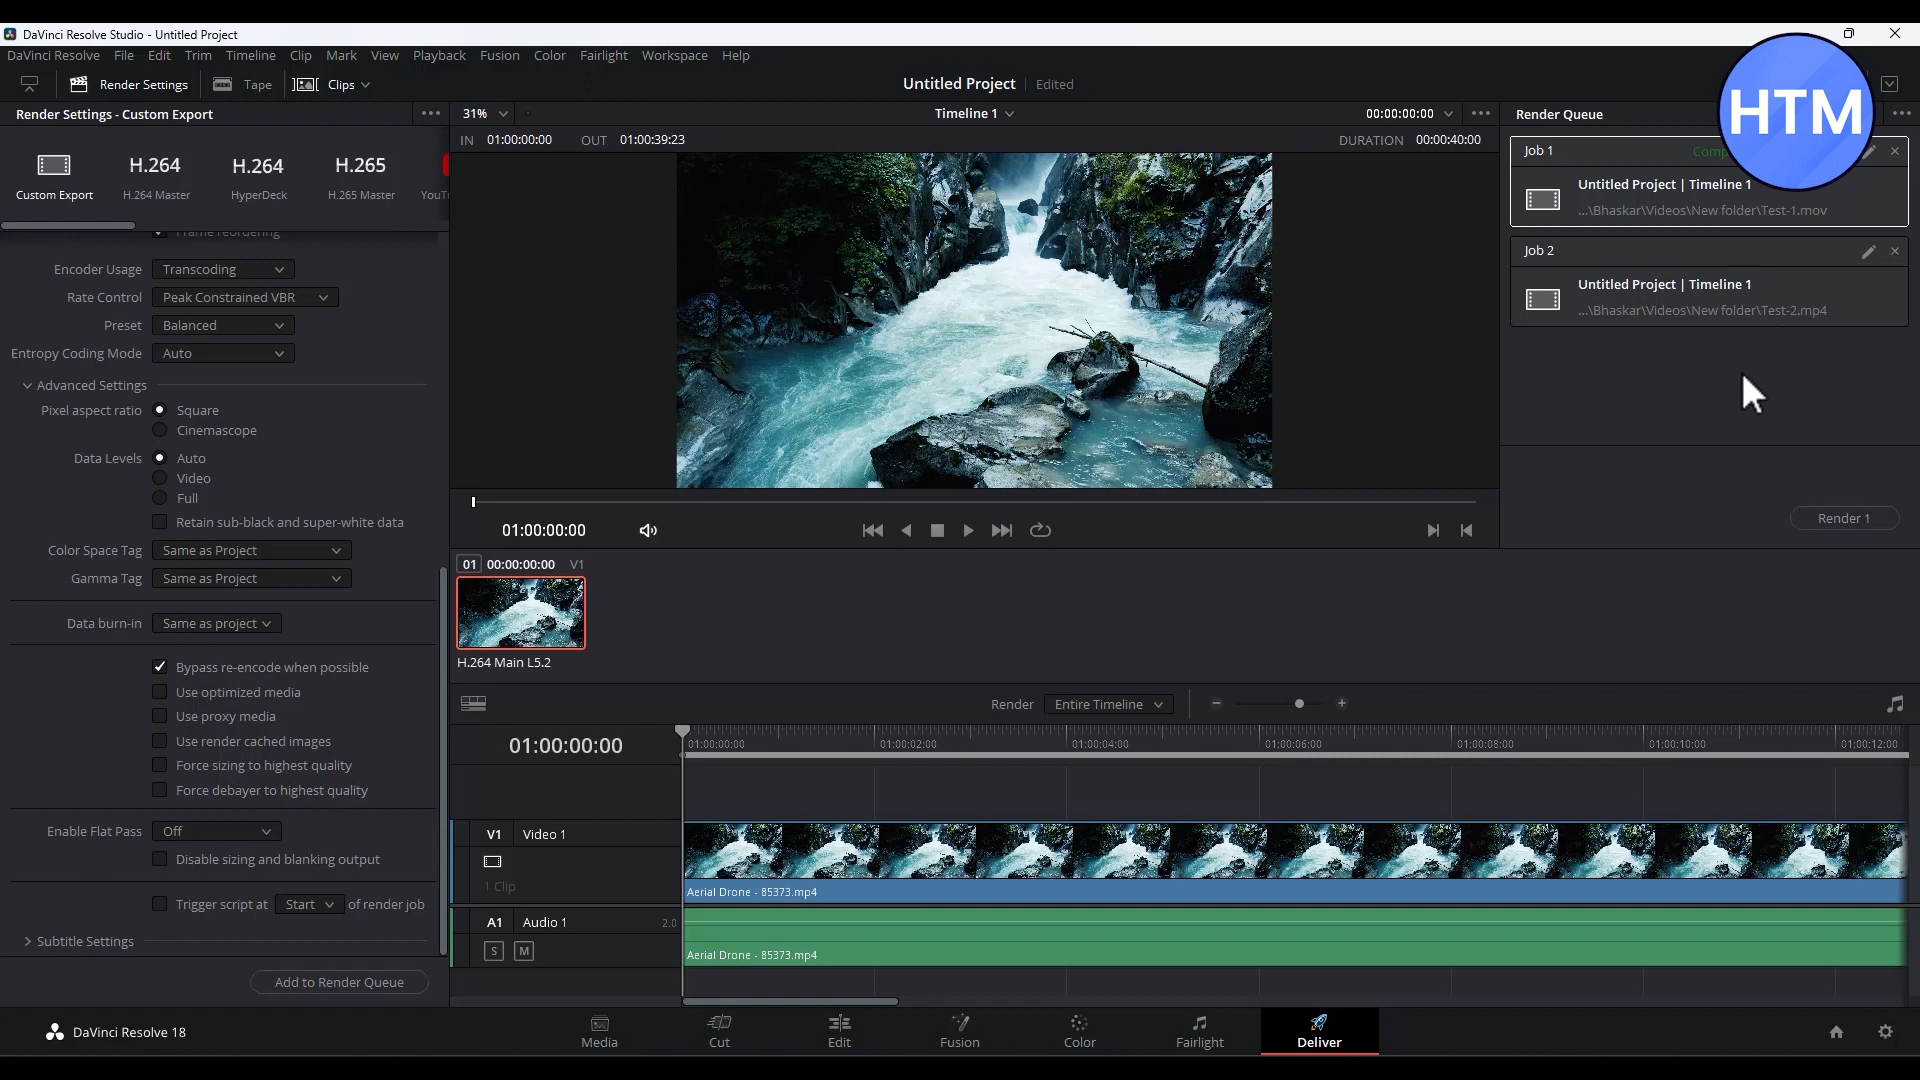 DaVinci Resolve Studio - Untitled Project
DaVinci Resolve File Edit Trim Timeline Clip Mark View Playback Fusion Color Fairlight Workspace Help
Render Settings Tape Clips Untitled Project Edited
HTM
Render Settings - Custom Export
31% Timeline 1 00:00:00:00
Render Queue
IN 01:00:00:00 OUT 01:00:39:23 DURATION 00:00:40:00
H.264 H.264 H.265
Custom Export H.264 Master HyperDeck H.265 Master YouT
Job 1 Comp
Untitled Project | Timeline 1
...\Bhaskar\Videos\New folder\Test-1.mov
Job 2
Untitled Project | Timeline 1
...\Bhaskar\Videos\New folder\Test-2.mp4
Render 1
Frame reordering
Encoder Usage Transcoding
Rate Control Peak Constrained VBR
Preset Balanced
Entropy Coding Mode Auto
Advanced Settings
Pixel aspect ratio Square
Cinemascope
Data Levels Auto
Video
Full
Retain sub-black and super-white data
Color Space Tag Same as Project
Gamma Tag Same as Project
Data burn-in Same as project
Bypass re-encode when possible
Use optimized media
Use proxy media
Use render cached images
Force sizing to highest quality
Force debayer to highest quality
Enable Flat Pass Off
Disable sizing and blanking output
Trigger script at Start of render job
Subtitle Settings
Add to Render Queue
01:00:00:00
01 00:00:00:00 V1
H.264 Main L5.2
Render Entire Timeline
01:00:00:00 01:00:00:00 01:00:02:00 01:00:04:00 01:00:06:00 01:00:08:00 01:00:10:00 01:00:12:00
V1 Video 1
1 Clip
Aerial Drone - 85373.mp4
A1 Audio 1 2.0
S M
Aerial Drone - 85373.mp4
DaVinci Resolve 18
Media Cut Edit Fusion Color Fairlight Deliver